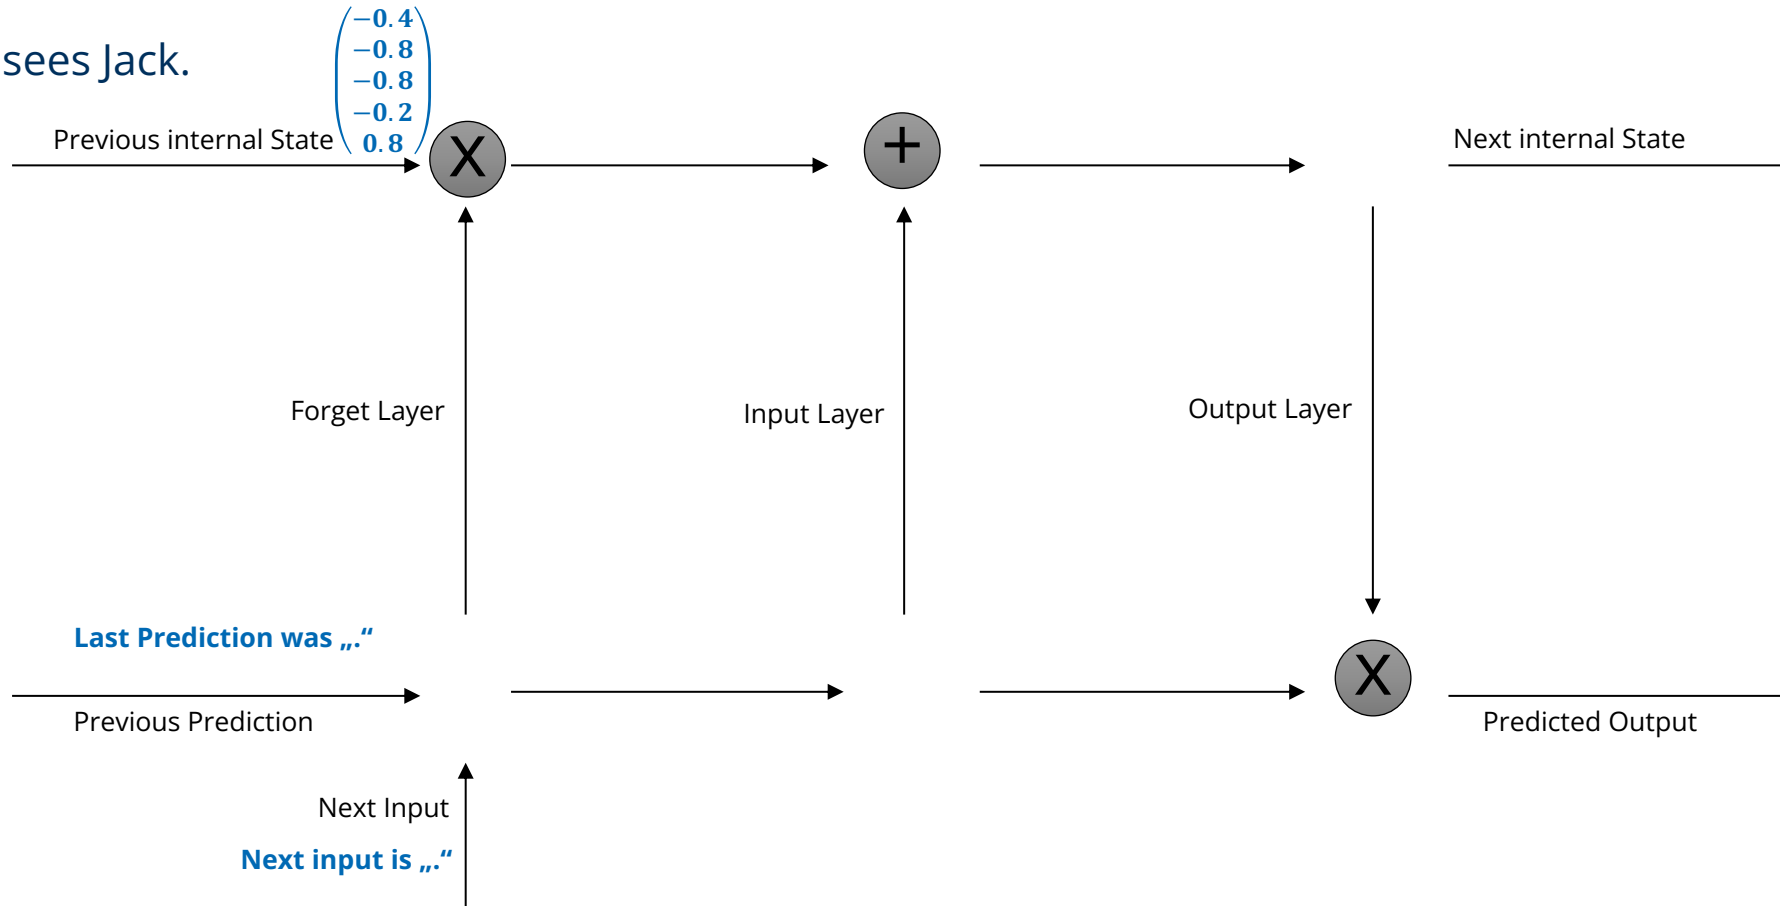 sees Jack.
−0.4
−0.8
−0.8
−0.2
0.8
Previous internal State
X
+
Next internal State
Forget Layer
Input Layer
Output Layer
Last Prediction was „.“
X
Previous Prediction
Predicted Output
Next Input
Next input is „.“